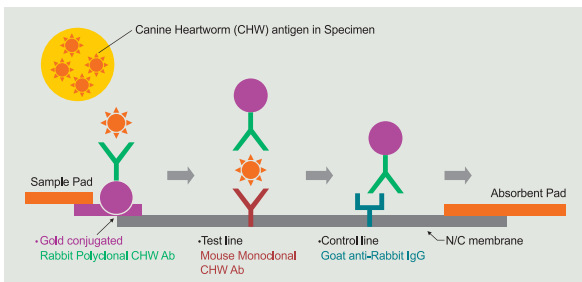 Canine Heartworm (CHW) antigen in Specimen
Sample Pad
Absorbent Pad
•Gold conjugated
Rabbit Polyclonal CHW Ab
•Test line
Mouse Monoclonal
CHW Ab
•Control line
Goat anti-Rabbit IgG
N/C membrane